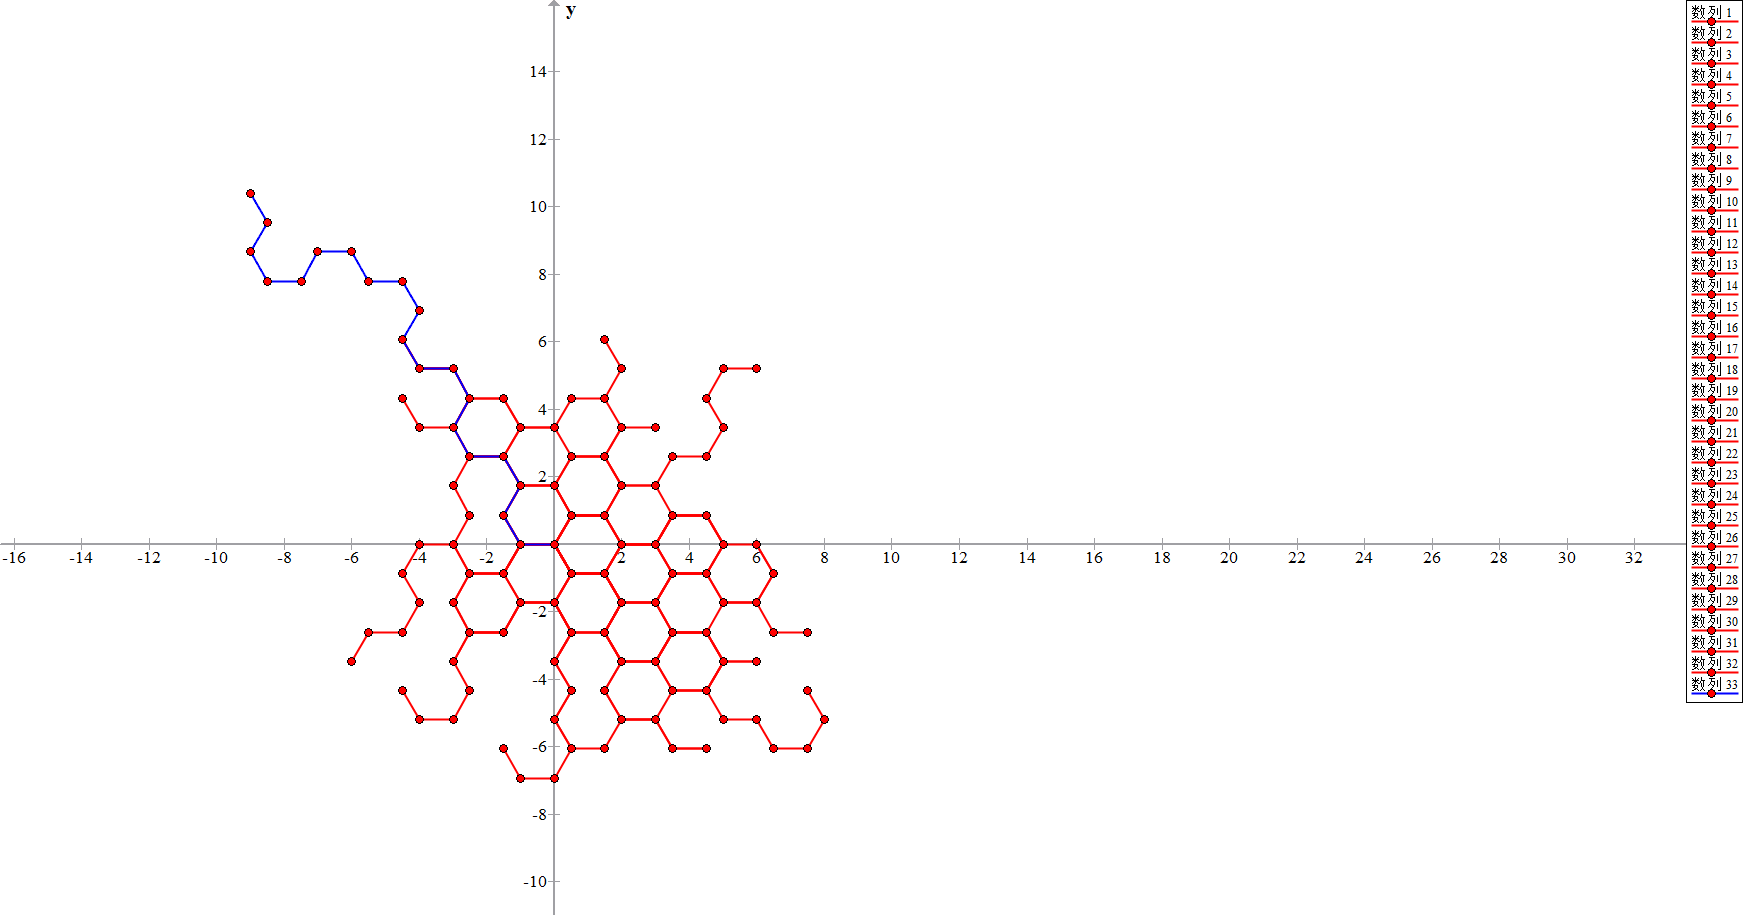 y
14
12
10
8
6
4
2
-16 -14 -12 -10 -8 -6 -4 -2 2 4 6 8 10 12 14 16 18 20 22 24 26 28 30 32
-2
-4
-6
-8
-10
数列 1
数列 2
数列 3
数列 4
数列 5
数列 6
数列 7
数列 8
数列 9
数列 10
数列 11
数列 12
数列 13
数列 14
数列 15
数列 16
数列 17
数列 18
数列 19
数列 20
数列 21
数列 22
数列 23
数列 24
数列 25
数列 26
数列 27
数列 28
数列 29
数列 30
数列 31
数列 32
数列 33